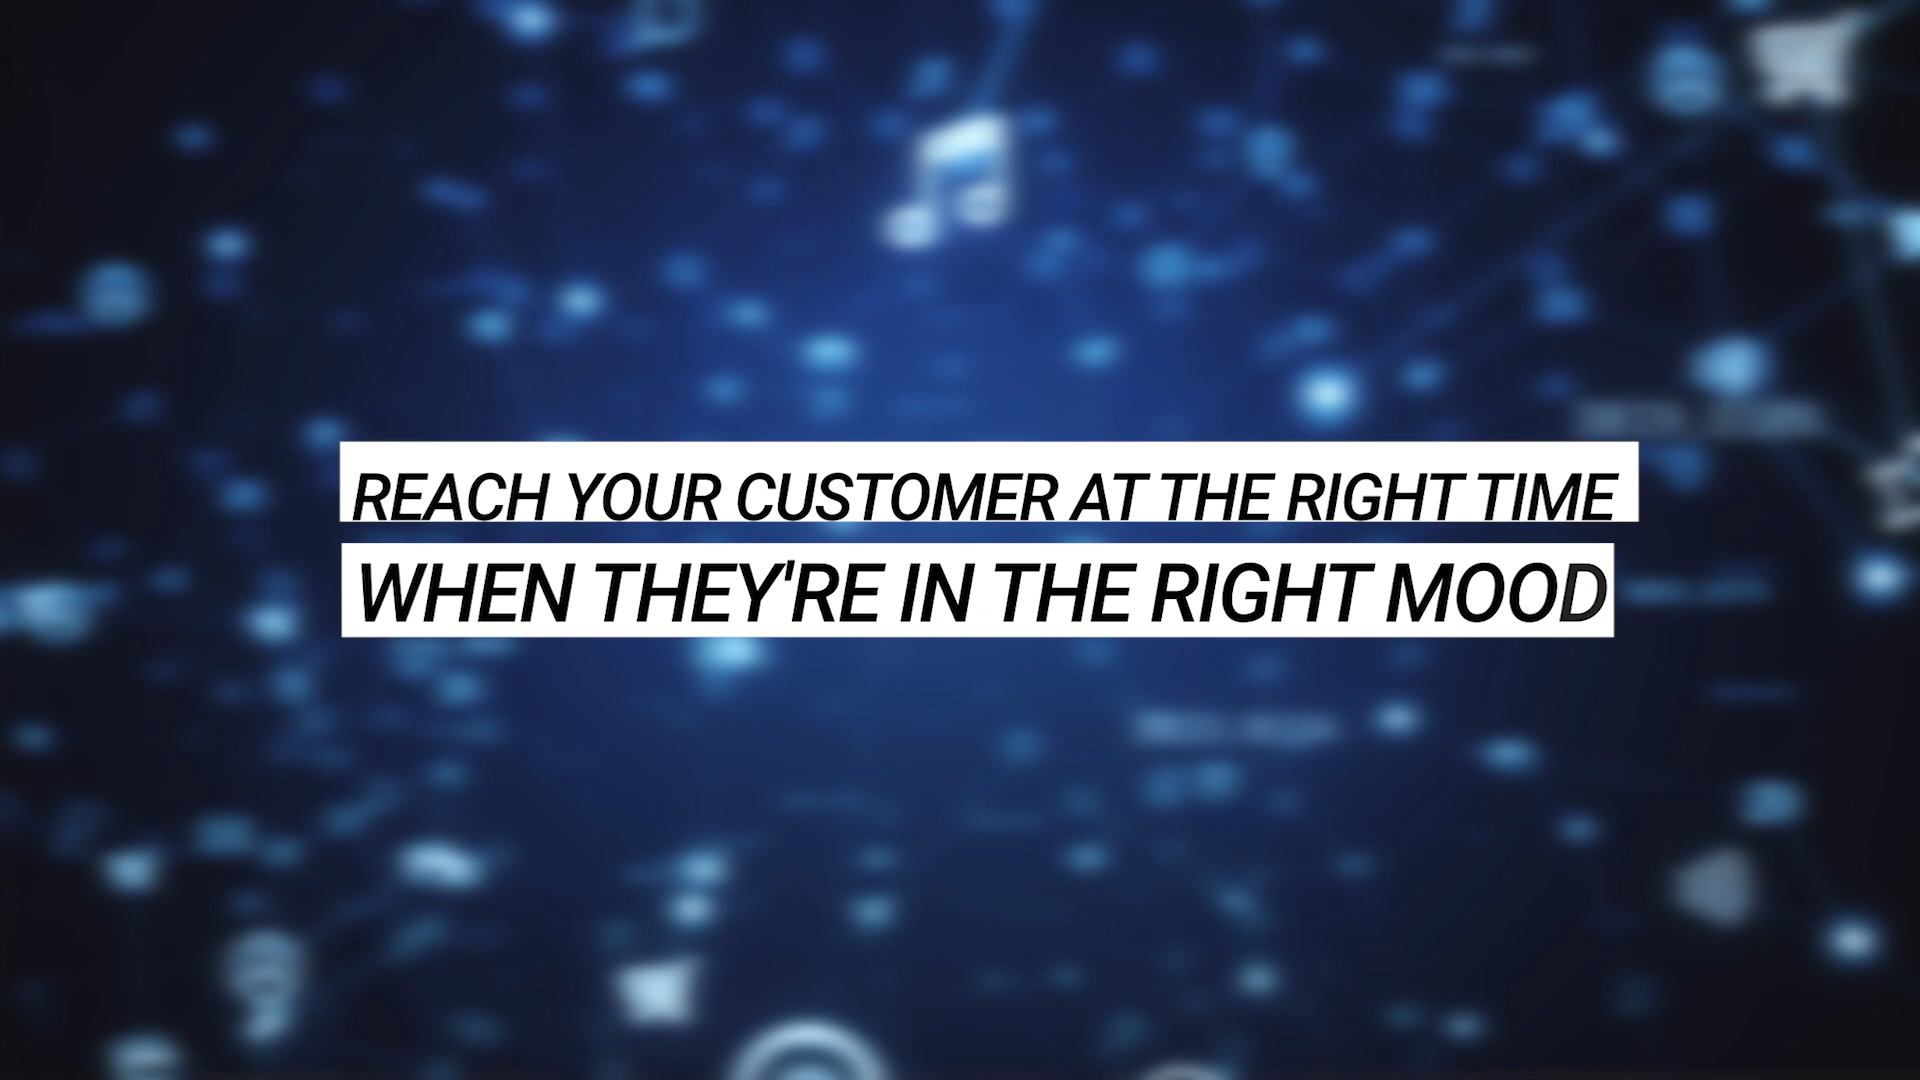 REACH YOUR CUSTOMER AT THE RIGHT TIME
WHEN THEY'RE IN THE RIGHT MOOD